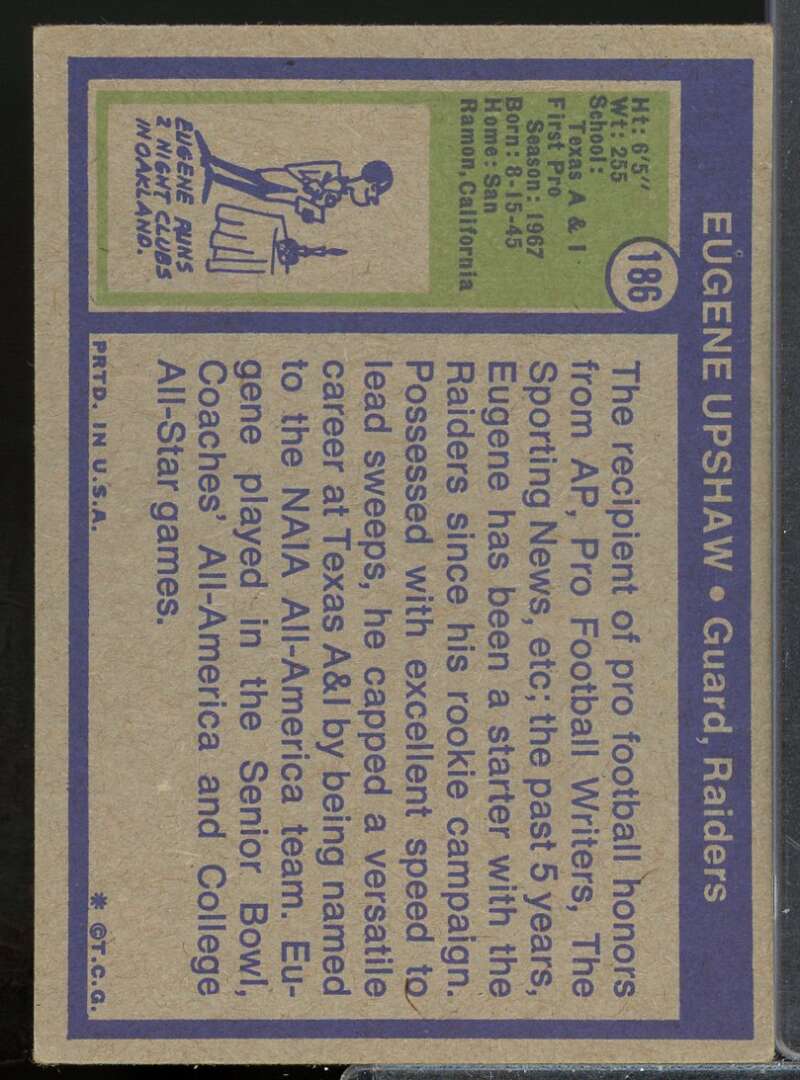 EUGENE UPSHAW • Guard, Raiders
186
Ht: 6'5"
Wt: 255
School:
Texas A & I
First Pro
Season: 1967
Born: 8-15-45
Home: San
Ramon, California
EUGENE RUNS
2 NIGHT CLUBS
IN OAKLAND.
The recipient of pro football honors
from AP, Pro Football Writers, The
Sporting News, etc; the past 5 years,
Eugene has been a starter with the
Raiders since his rookie campaign.
Possessed with excellent speed to
lead sweeps, he capped a versatile
career at Texas A&I by being named
to the NAIA All-America team. Eu-
gene played in the Senior Bowl,
Coaches' All-America and College
All-Star games.
PRTD. IN U.S.A.
* ©T.C.G.